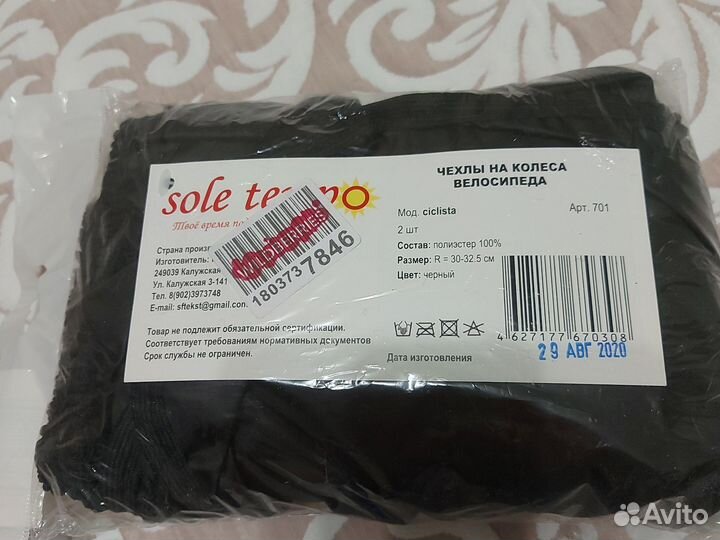 sole te
Твоё время
Страна
Изготовитель:
249039 Калужская
Ул. Калужская 3-141
Тел. 8(902)3973748
E-mail: sftekst@gmail.con
Товар не подлежит обязательной сертификации.
Соответствует требованиям нормативных документов
Срок службы не ограничен.
WILDBERRIES
180373 7846
ЧЕХЛЫ НА КОЛЕСА
ВЕЛОСИПЕДА
Мод. ciclista Арт. 701
2 шт
Состав: полиэстер 100%
Размер: R = 30-32.5 см
Цвет: черный
4 627177 670308
Дата изготовления 29 АВГ 2020
Avito